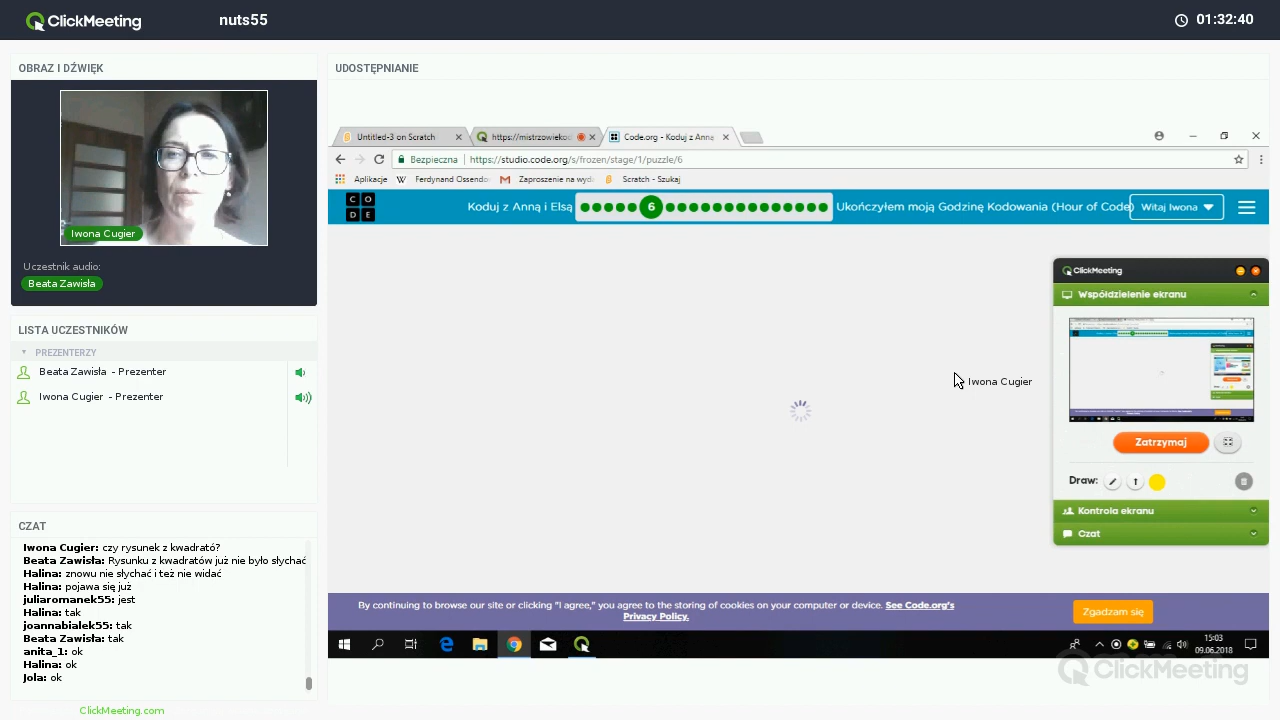 ClickMeeting
nuts55
01:32:40
OBRAZ I DŹWIĘK
Iwona Cugier
Uczestnik audio:
Beata Zawisła
LISTA UCZESTNIKÓW
PREZENTERZY
Beata Zawisła - Prezenter
Iwona Cugier - Prezenter
CZAT
Iwona Cugier: czy rysunek z kwadrató?
Beata Zawisła: Rysunku z kwadratów już nie było słychać
Halina: znowu nie słychać i też nie widać
Halina: pojawa się już
juliaromanek55: jest
Halina: tak
joannabialek55: tak
Beata Zawisła: tak
anita_1: ok
Halina: ok
Jola: ok
ClickMeeting.com
UDOSTĘPNIANIE
Untitled-3 on Scratch
https://mistrzowiekod
Code.org - Koduj z Anną
Bezpieczna
https://studio.code.org/s/frozen/stage/1/puzzle/6
Aplikacje
Ferdynand Ossendo
Zaproszenie na wyd
Scratch - Szukaj
CODE
Koduj z Anną i Elsą
6
Ukończyłem moją Godzinę Kodowania (Hour of Code)
Witaj Iwona
Iwona Cugier
ClickMeeting
Współdzielenie ekranu
Zatrzymaj
Draw:
Kontrola ekranu
Czat
By continuing to browse our site or clicking "I agree," you agree to the storing of cookies on your computer or device. See Code.org's
Privacy Policy.
Zgadzam się
15:03
09.06.2018
ClickMeeting